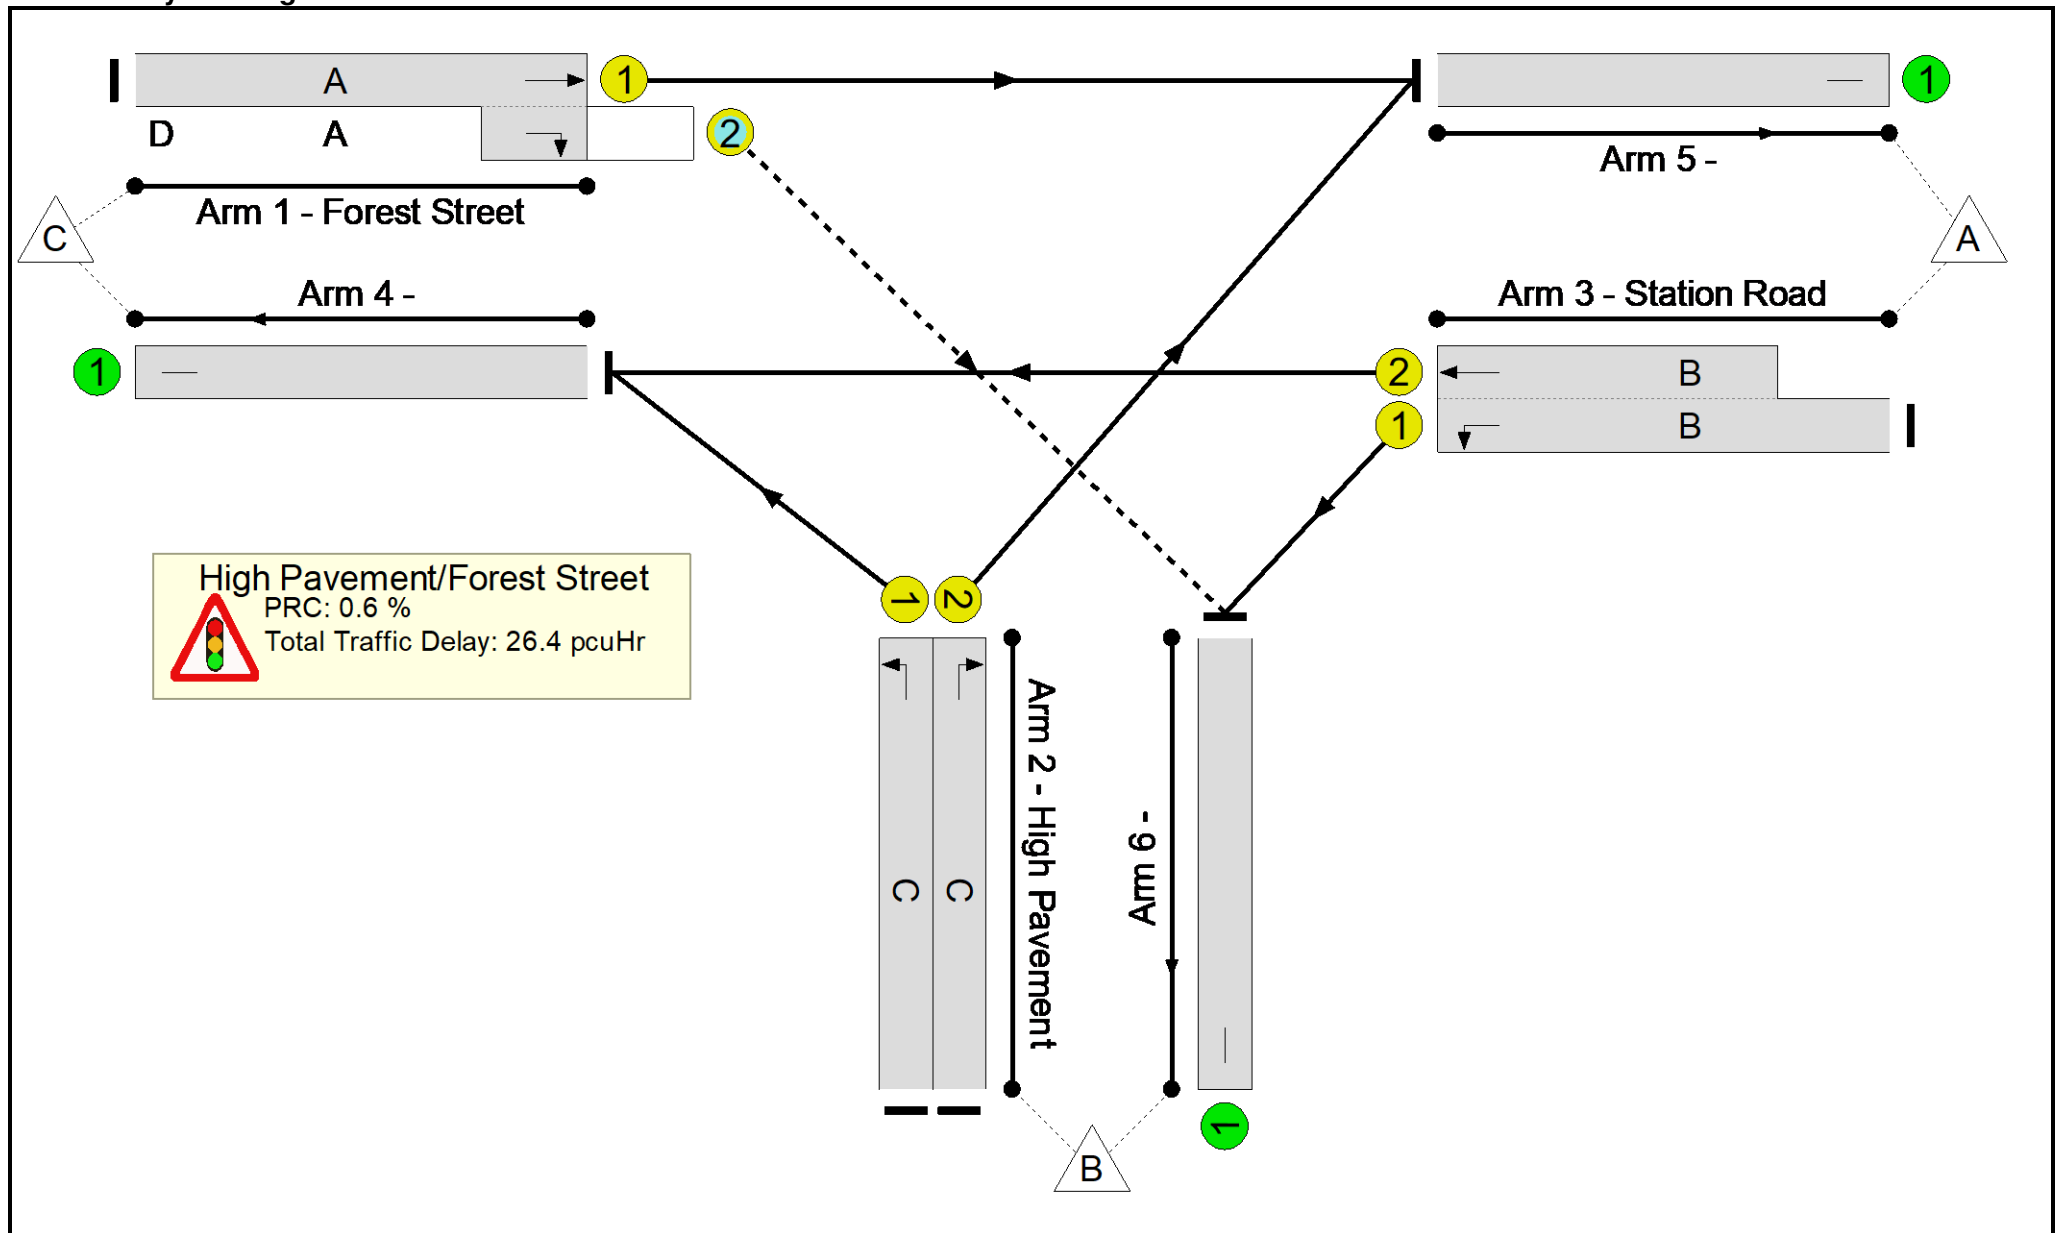 A
1
D
A
2
Arm 1 - Forest Street
C
Arm 4 -
1
1
Arm 5 -
A
Arm 3 - Station Road
2
B
1
B
High Pavement/Forest Street
PRC: 0.6 %
Total Traffic Delay: 26.4 pcuHr
1
2
Arm 2 - High Pavement
C
C
Arm 6 -
1
B